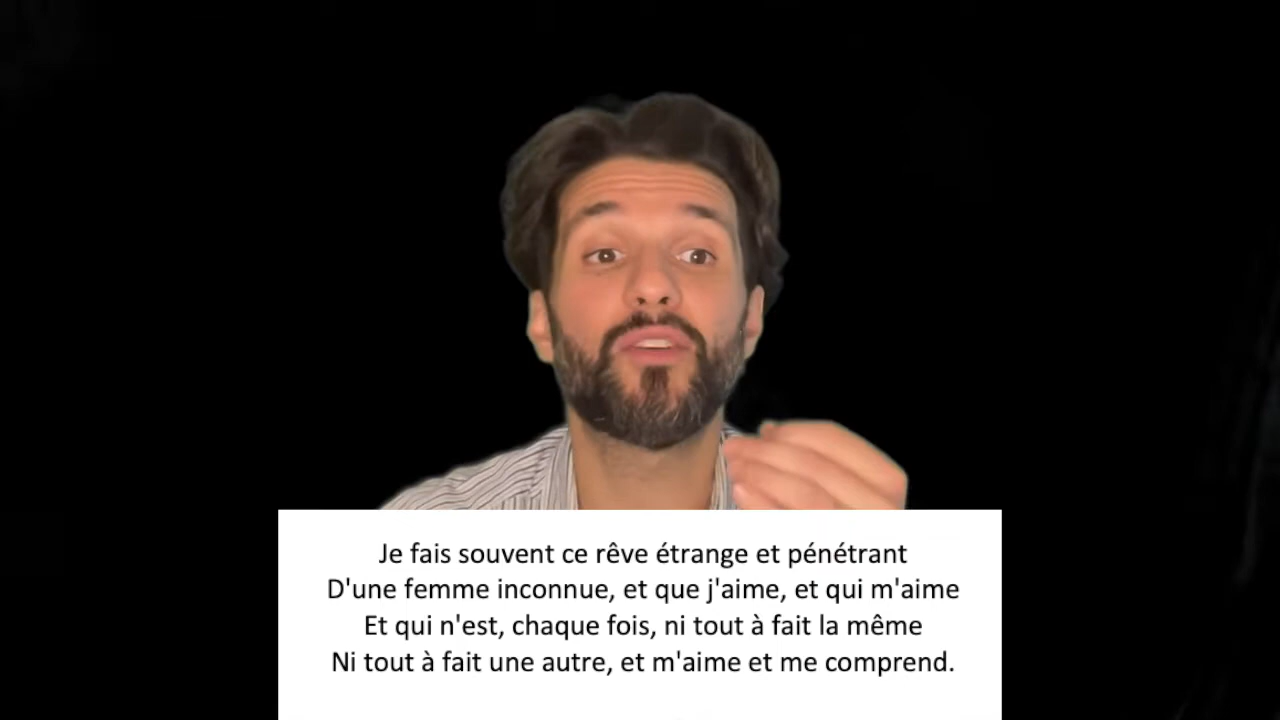 Je fais souvent ce rêve étrange et pénétrant
D'une femme inconnue, et que j'aime, et qui m'aime
Et qui n'est, chaque fois, ni tout à fait la même
Ni tout à fait une autre, et m'aime et me comprend.